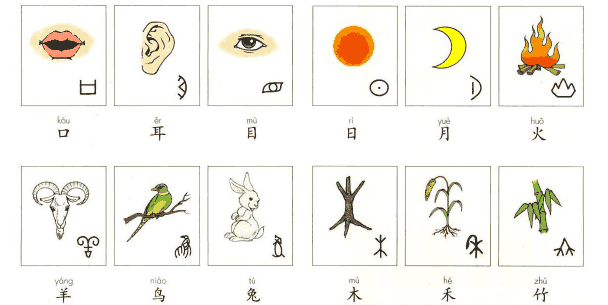 kǒu ěr mù rì yuè huǒ
口 耳 目 日 月 火
yáng niǎo tù mù hé zhú
羊 鸟 兔 木 禾 竹